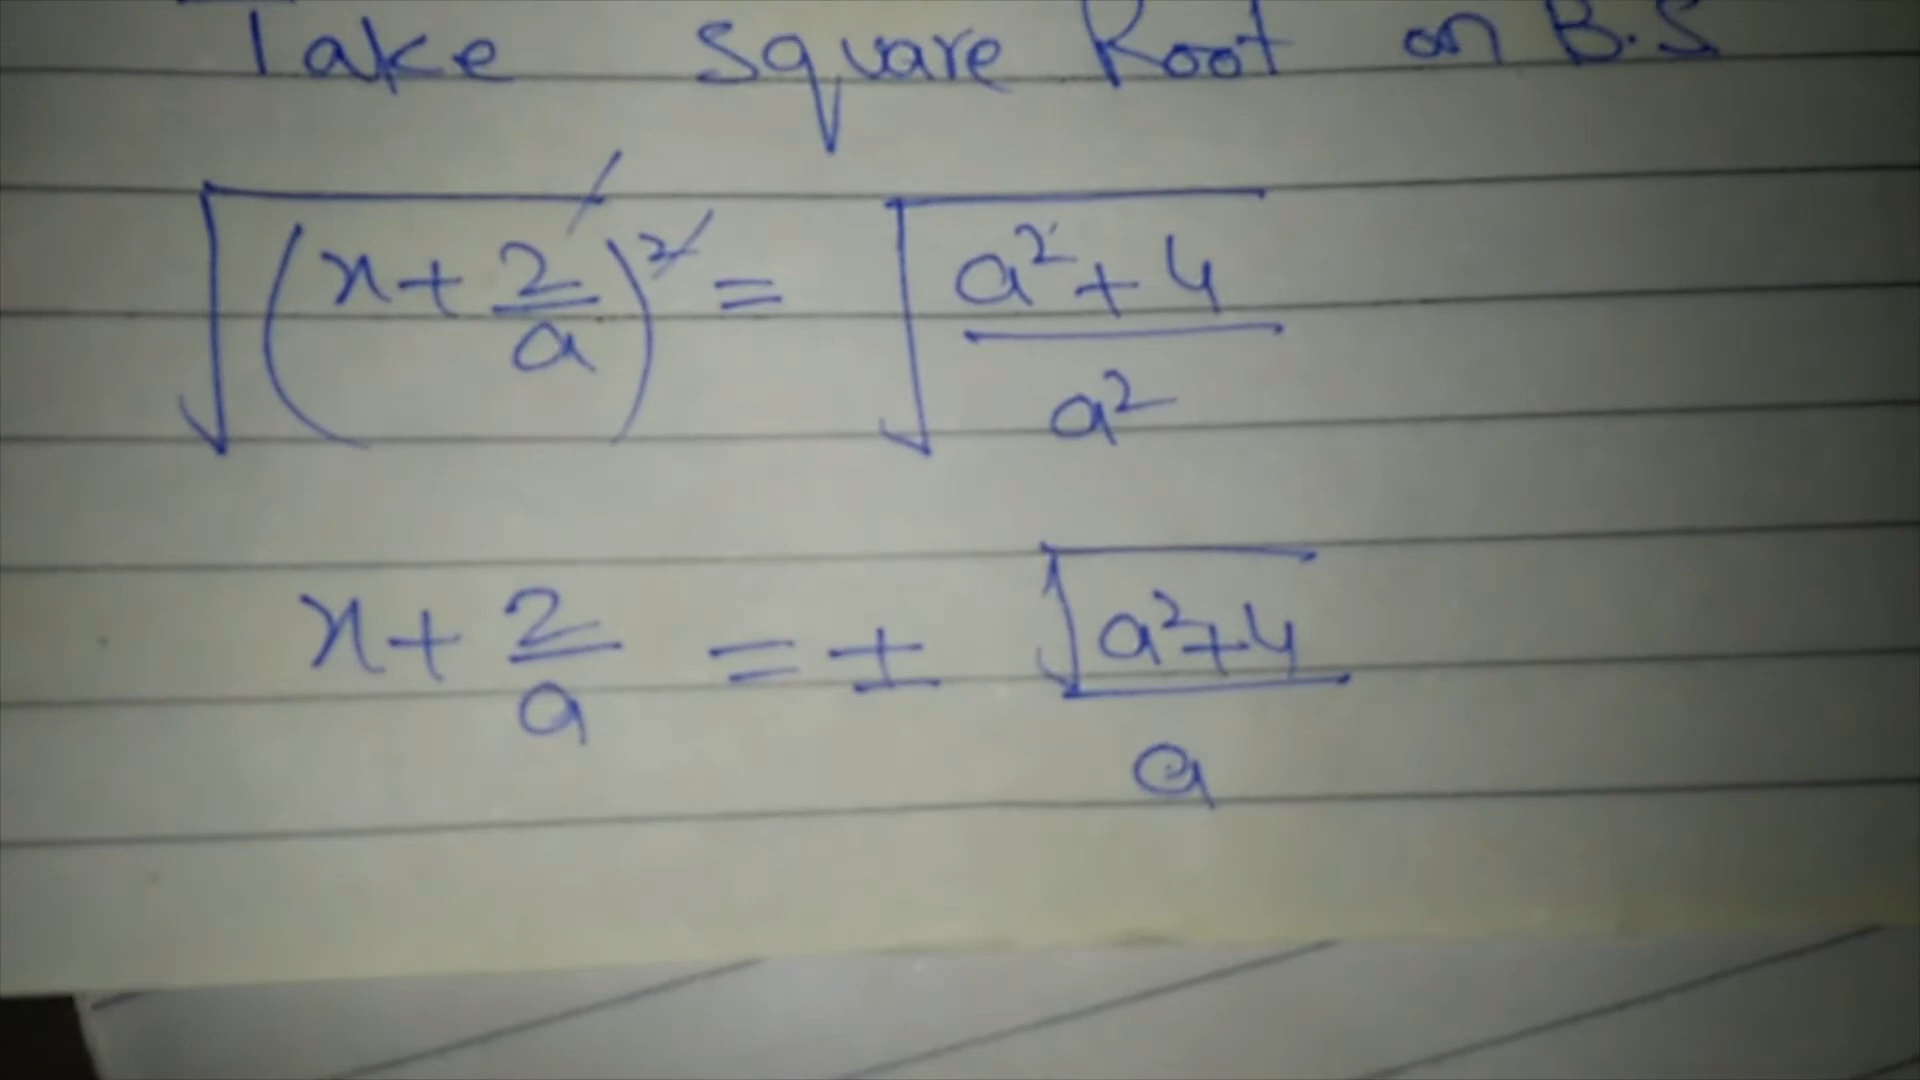 Take Square Root on B.S
√(x + 2/a)² = √(a² + 4 / a²)
x + 2/a = ± √(a² + 4) / a